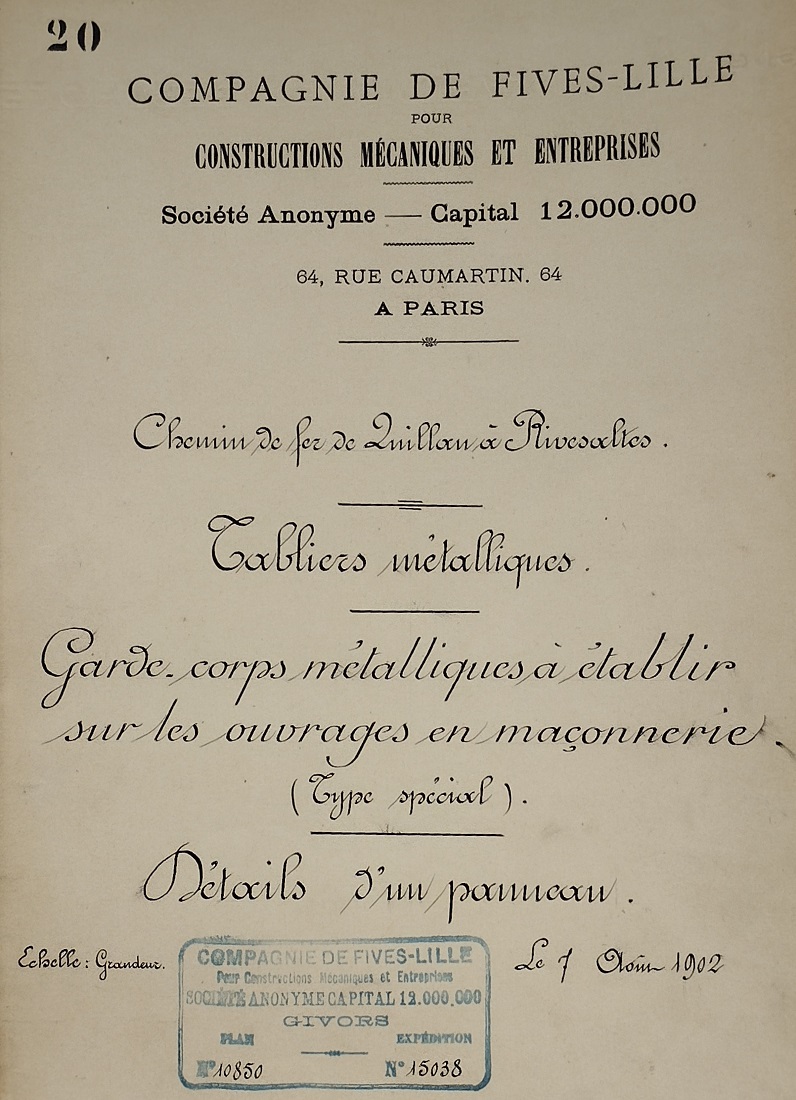 20
COMPAGNIE DE FIVES-LILLE
POUR
CONSTRUCTIONS MÉCANIQUES ET ENTREPRISES
Société Anonyme — Capital 12.000.000
64, RUE CAUMARTIN. 64
A PARIS
Chemin de fer de Quillan à Rivesaltes.
Tabliers métalliques.
Garde-corps métalliques à établir
sur les ouvrages en maçonnerie.
(Type spécial).
Détails d'un panneau.
Echelle: Grandeur.
Le 7 Août 1902
COMPAGNIE DE FIVES-LILLE
Pour Constructions Mécaniques et Entreprises
SOCIÉTÉ ANONYME CAPITAL 12.000.000
GIVORS
PLAN EXPÉDITION
N° 10850 N° 15038